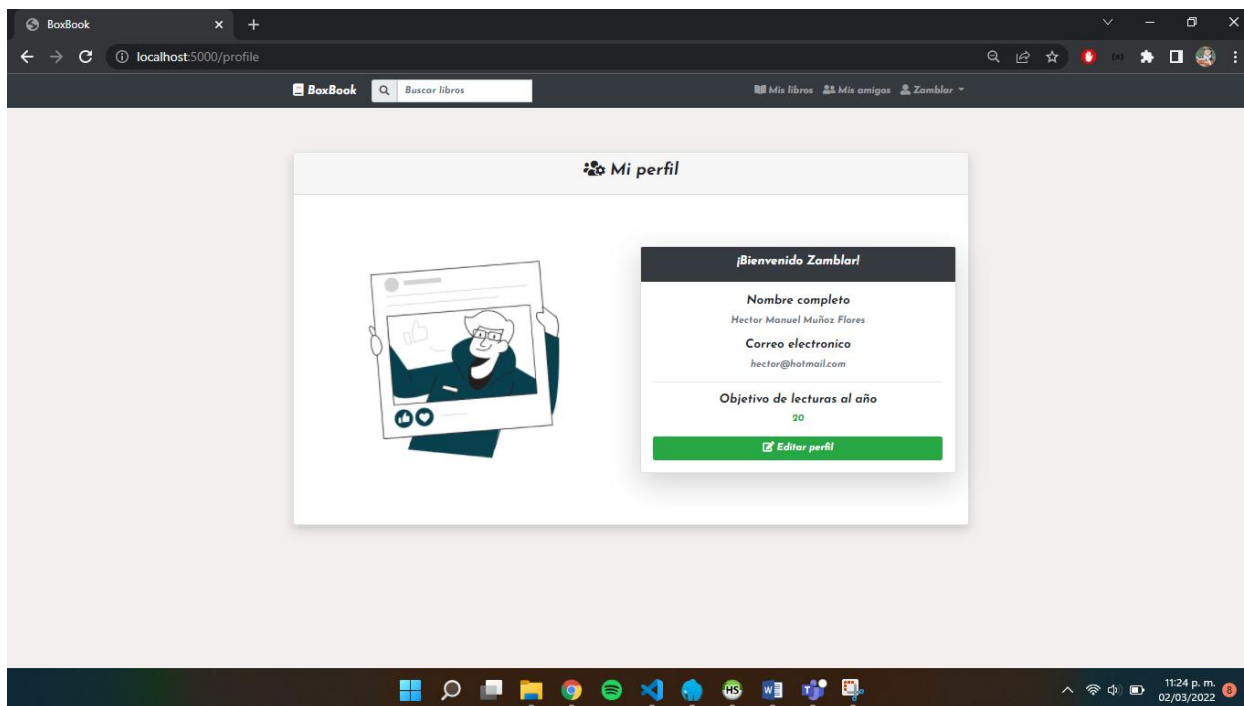 BoxBook
localhost:5000/profile
BoxBook Buscar libros Mis libros Mis amigos Zamblar
Mi perfil
¡Bienvenido Zamblar!
Nombre completo
Hector Manuel Muñoz Flores
Correo electronico
hector@hotmail.com
Objetivo de lecturas al año
20
Editar perfil
HS
11:24 p. m.
02/03/2022
8